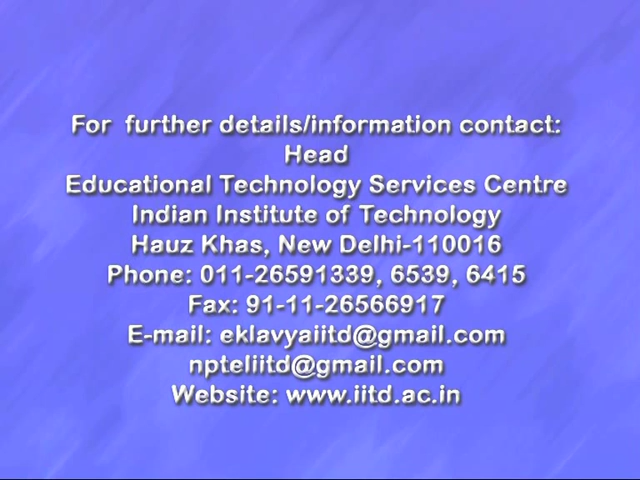 For  further details/information contact:
Head
Educational Technology Services Centre
Indian Institute of Technology
Hauz Khas, New Delhi-110016
Phone: 011-26591339, 6539, 6415
Fax: 91-11-26566917
E-mail: eklavyaiitd@gmail.com
npteliitd@gmail.com
Website: www.iitd.ac.in